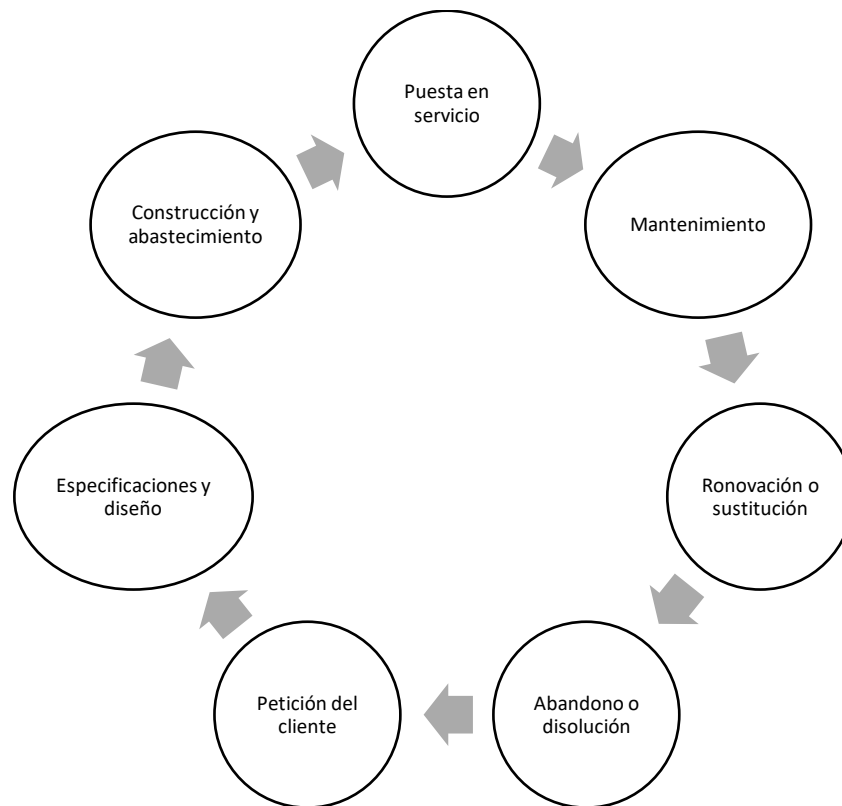 Puesta en
servicio
Mantenimiento
Ronovación o
sustitución
Abandono o
disolución
Petición del
cliente
Especificaciones y
diseño
Construcción y
abastecimiento